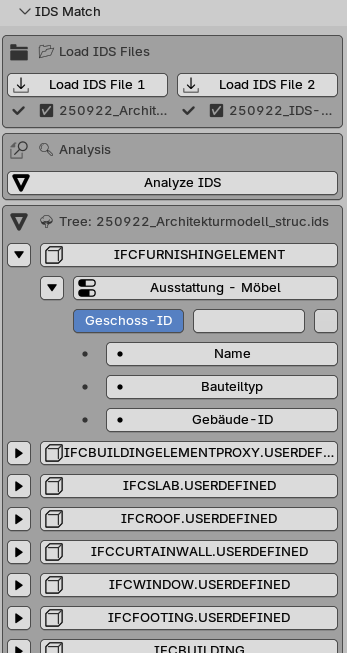 IDS Match
Load IDS Files
Load IDS File 1
Load IDS File 2
250922_Archit...
250922_IDS-...
Analysis
Analyze IDS
Tree: 250922_Architekturmodell_struc.ids
IFCFURNISHINGELEMENT
Ausstattung - Möbel
Geschoss-ID
Name
Bauteiltyp
Gebäude-ID
IFCBUILDINGELEMENTPROXY.USERDEF...
IFCSLAB.USERDEFINED
IFCROOF.USERDEFINED
IFCCURTAINWALL.USERDEFINED
IFCWINDOW.USERDEFINED
IFCFOOTING.USERDEFINED
IFCBUILDING